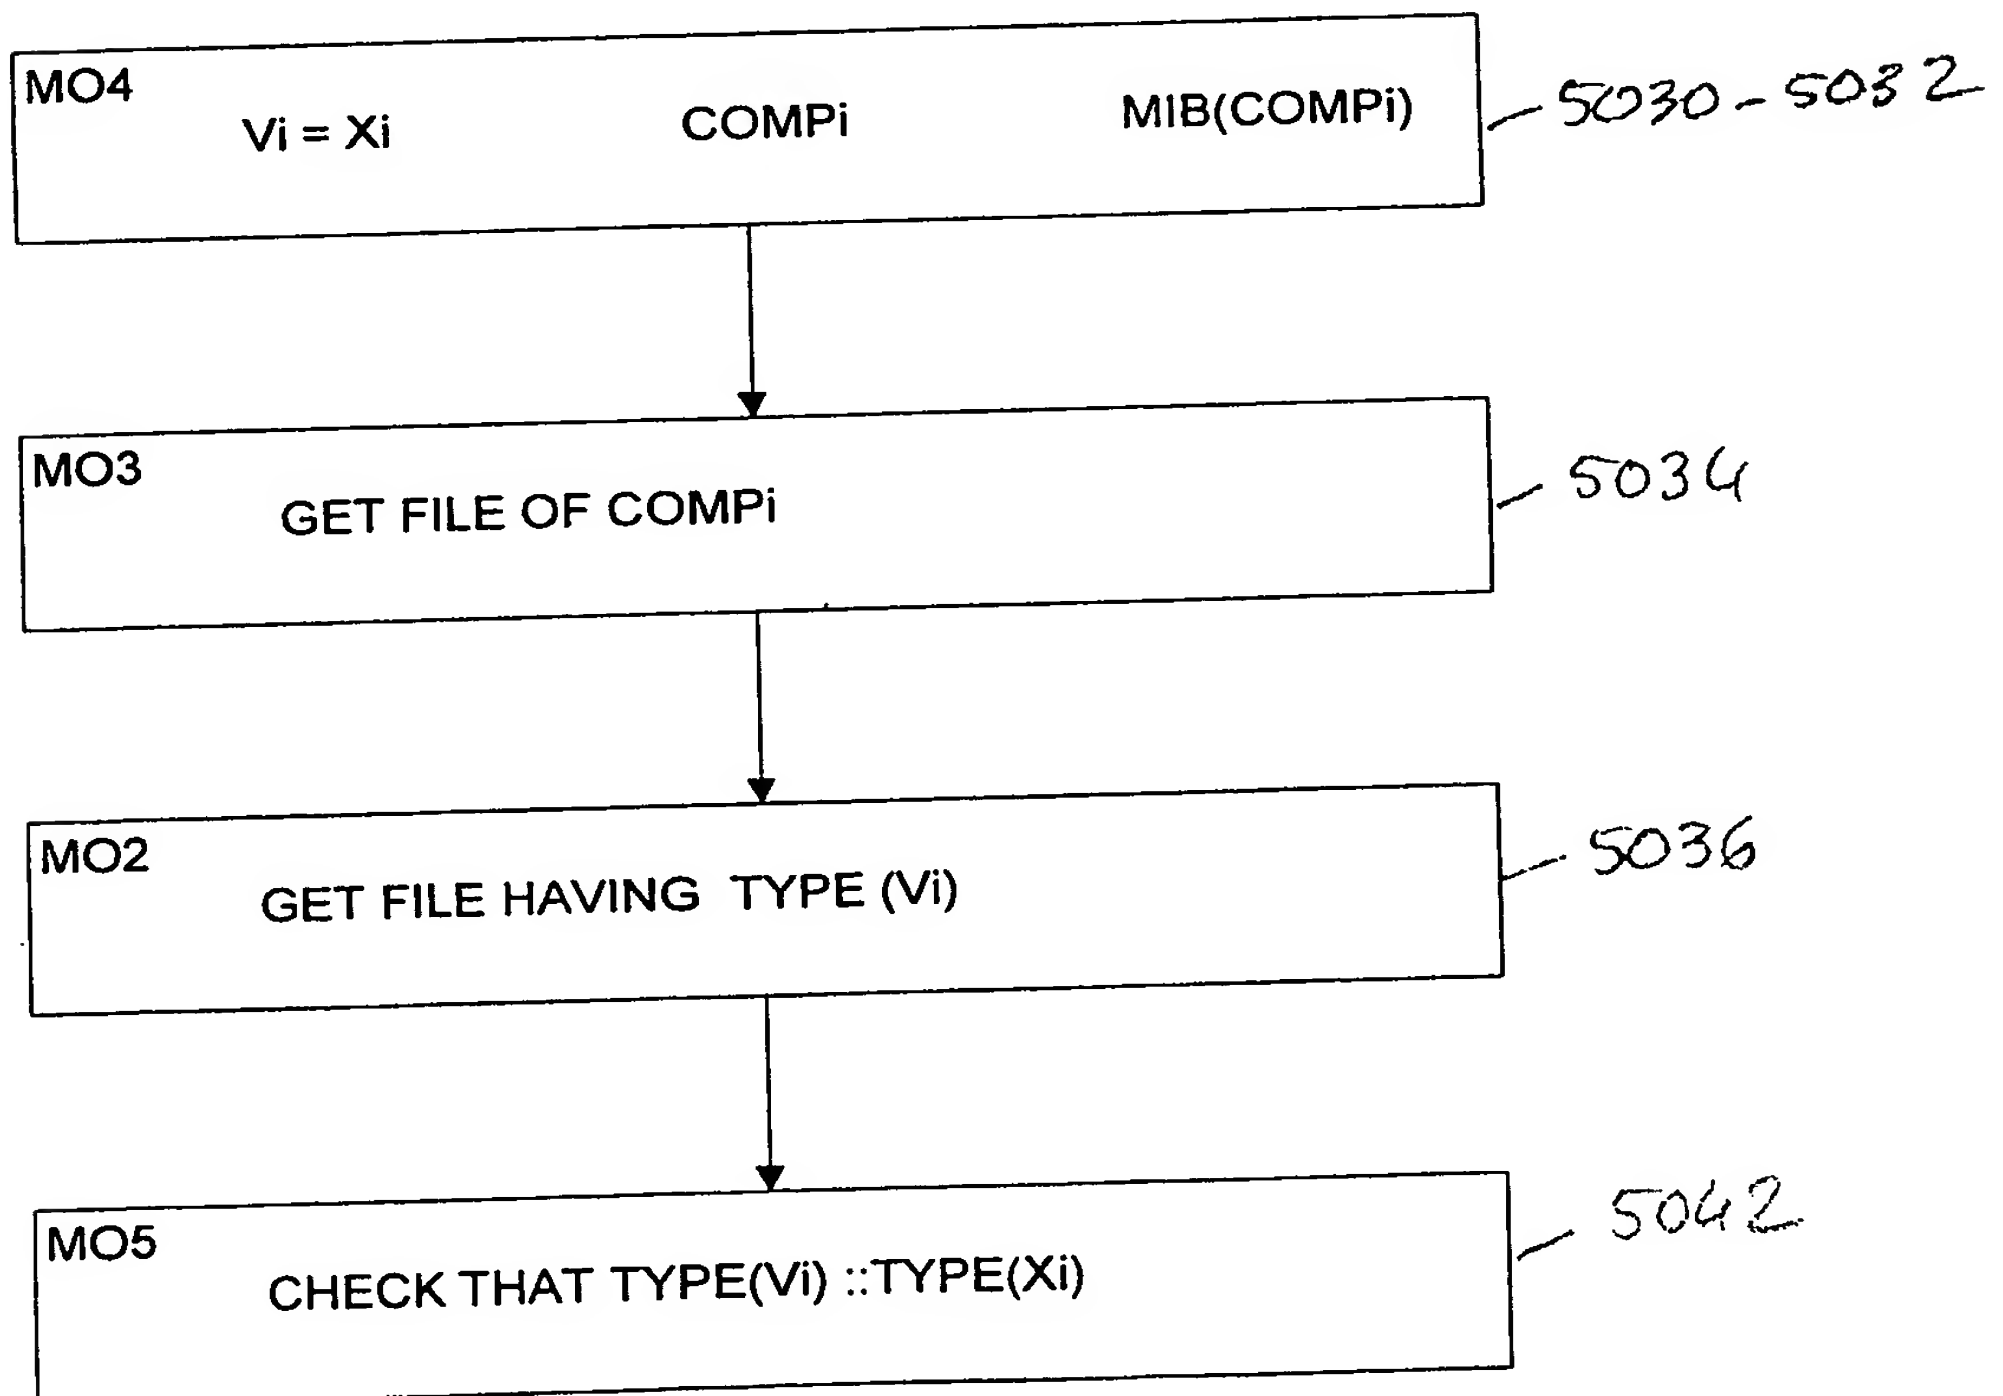 MO4
Vi = Xi COMPi MIB(COMPi)
5030-5032
MO3
GET FILE OF COMPi
5034
MO2
GET FILE HAVING TYPE (Vi)
5036
MO5
CHECK THAT TYPE(Vi) ::TYPE(Xi)
5042